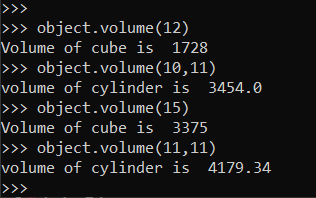 >>>
>>> object.volume(12)
Volume of cube is  1728
>>> object.volume(10,11)
volume of cylinder is  3454.0
>>> object.volume(15)
Volume of cube is  3375
>>> object.volume(11,11)
volume of cylinder is  4179.34
>>>